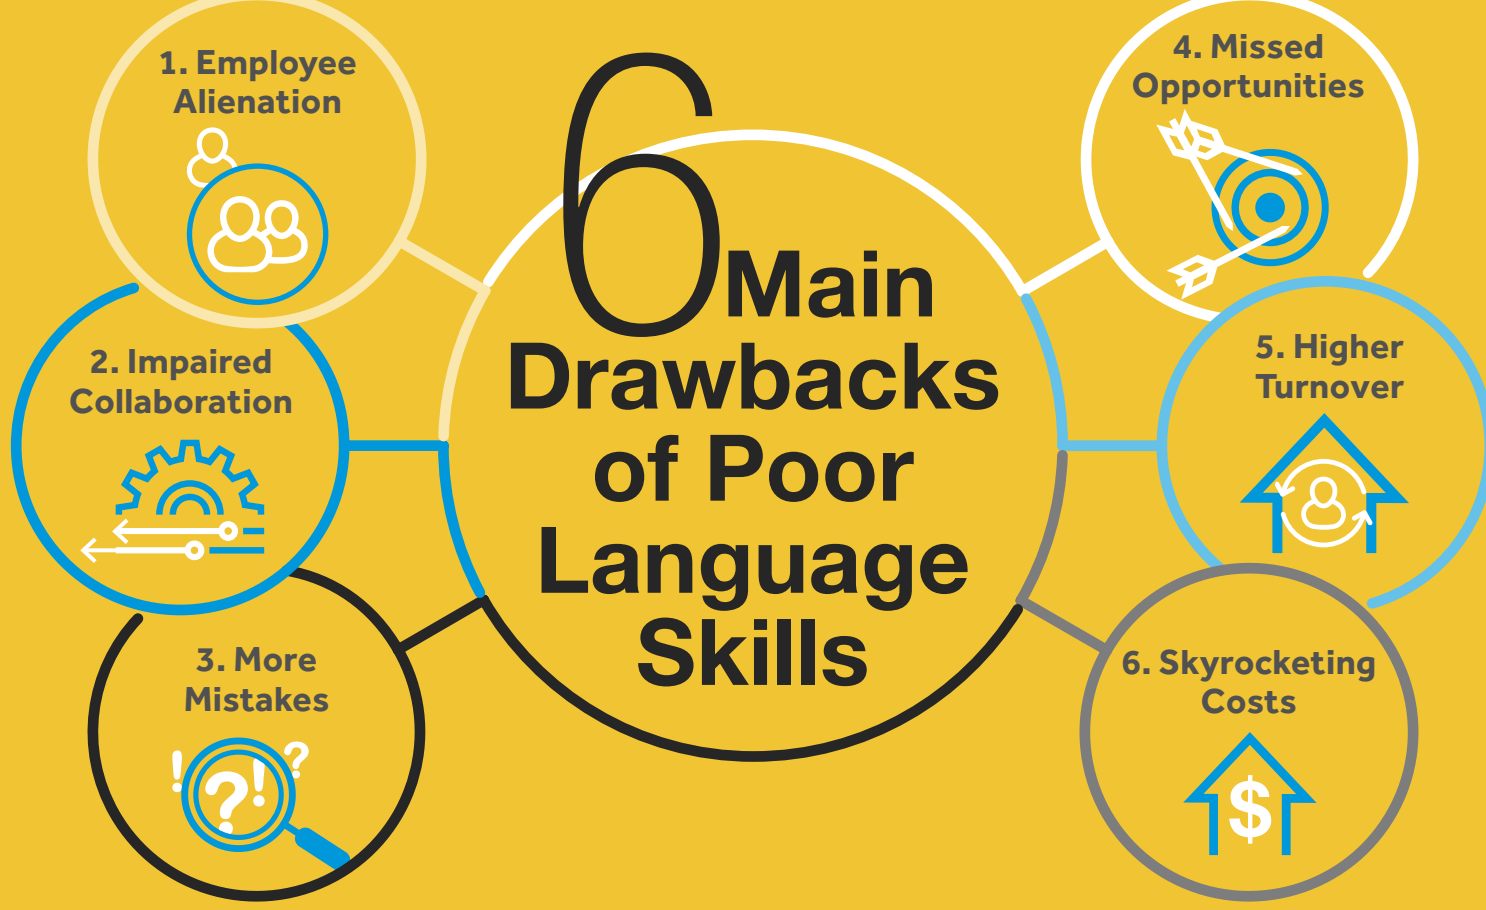 6 Main
Drawbacks
of Poor
Language
Skills
1. Employee
Alienation
2. Impaired
Collaboration
3. More
Mistakes
! ? ! ?
4. Missed
Opportunities
5. Higher
Turnover
6. Skyrocketing
Costs
$